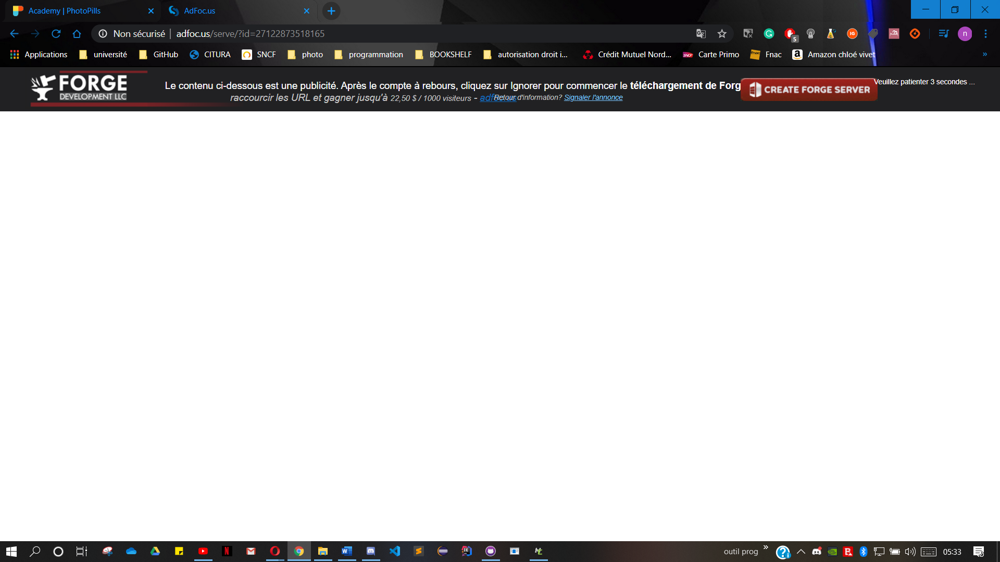 Academy | PhotoPills
AdFoc.us
Non sécurisé
adfoc.us/serve/?id=27122873518165
IG
5
n
Applications
université
GitHub
CITURA
SNCF
photo
programmation
BOOKSHELF
autorisation droit i...
Crédit Mutuel Nord...
Carte Primo
Fnac
Amazon chloé vivet
»
FORGE
DEVELOPMENT LLC
Le contenu ci-dessous est une publicité. Après le compte à rebours, cliquez sur Ignorer pour commencer le téléchargement de Forg
raccourcir les URL et gagner jusqu'à 22,50 $ / 1000 visiteurs - adfoc.us
Retour d'information? Signaler l'annonce
CREATE FORGE SERVER
Veuillez patienter 3 secondes ...
outil prog
»
05:33